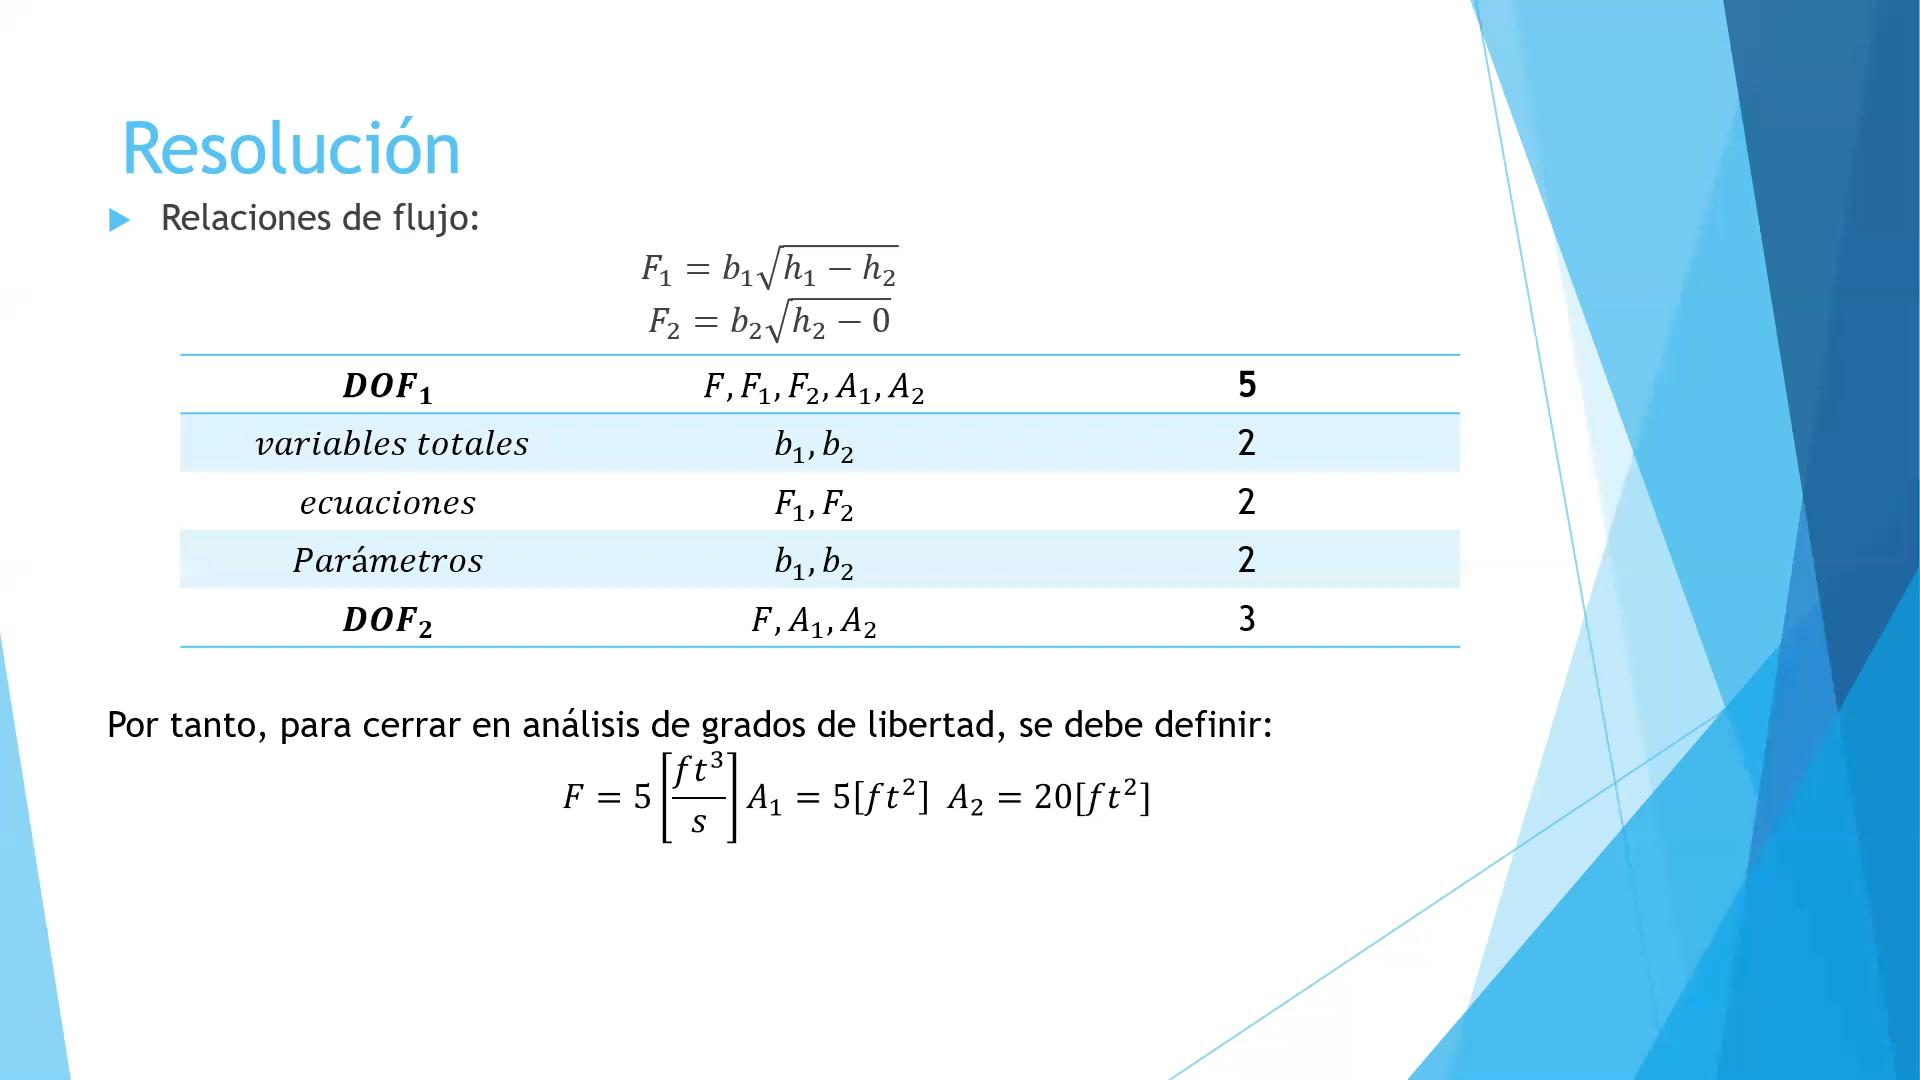 Resolución
Relaciones de flujo:
F₁ = b₁√(h₁ − h₂)
F₂ = b₂√(h₂ − 0)
DOF₁ F, F₁, F₂, A₁, A₂ 5
variables totales b₁, b₂ 2
ecuaciones F₁, F₂ 2
Parámetros b₁, b₂ 2
DOF₂ F, A₁, A₂ 3
Por tanto, para cerrar en análisis de grados de libertad, se debe definir:
F = 5 [ft³/s] A₁ = 5[ft²] A₂ = 20[ft²]